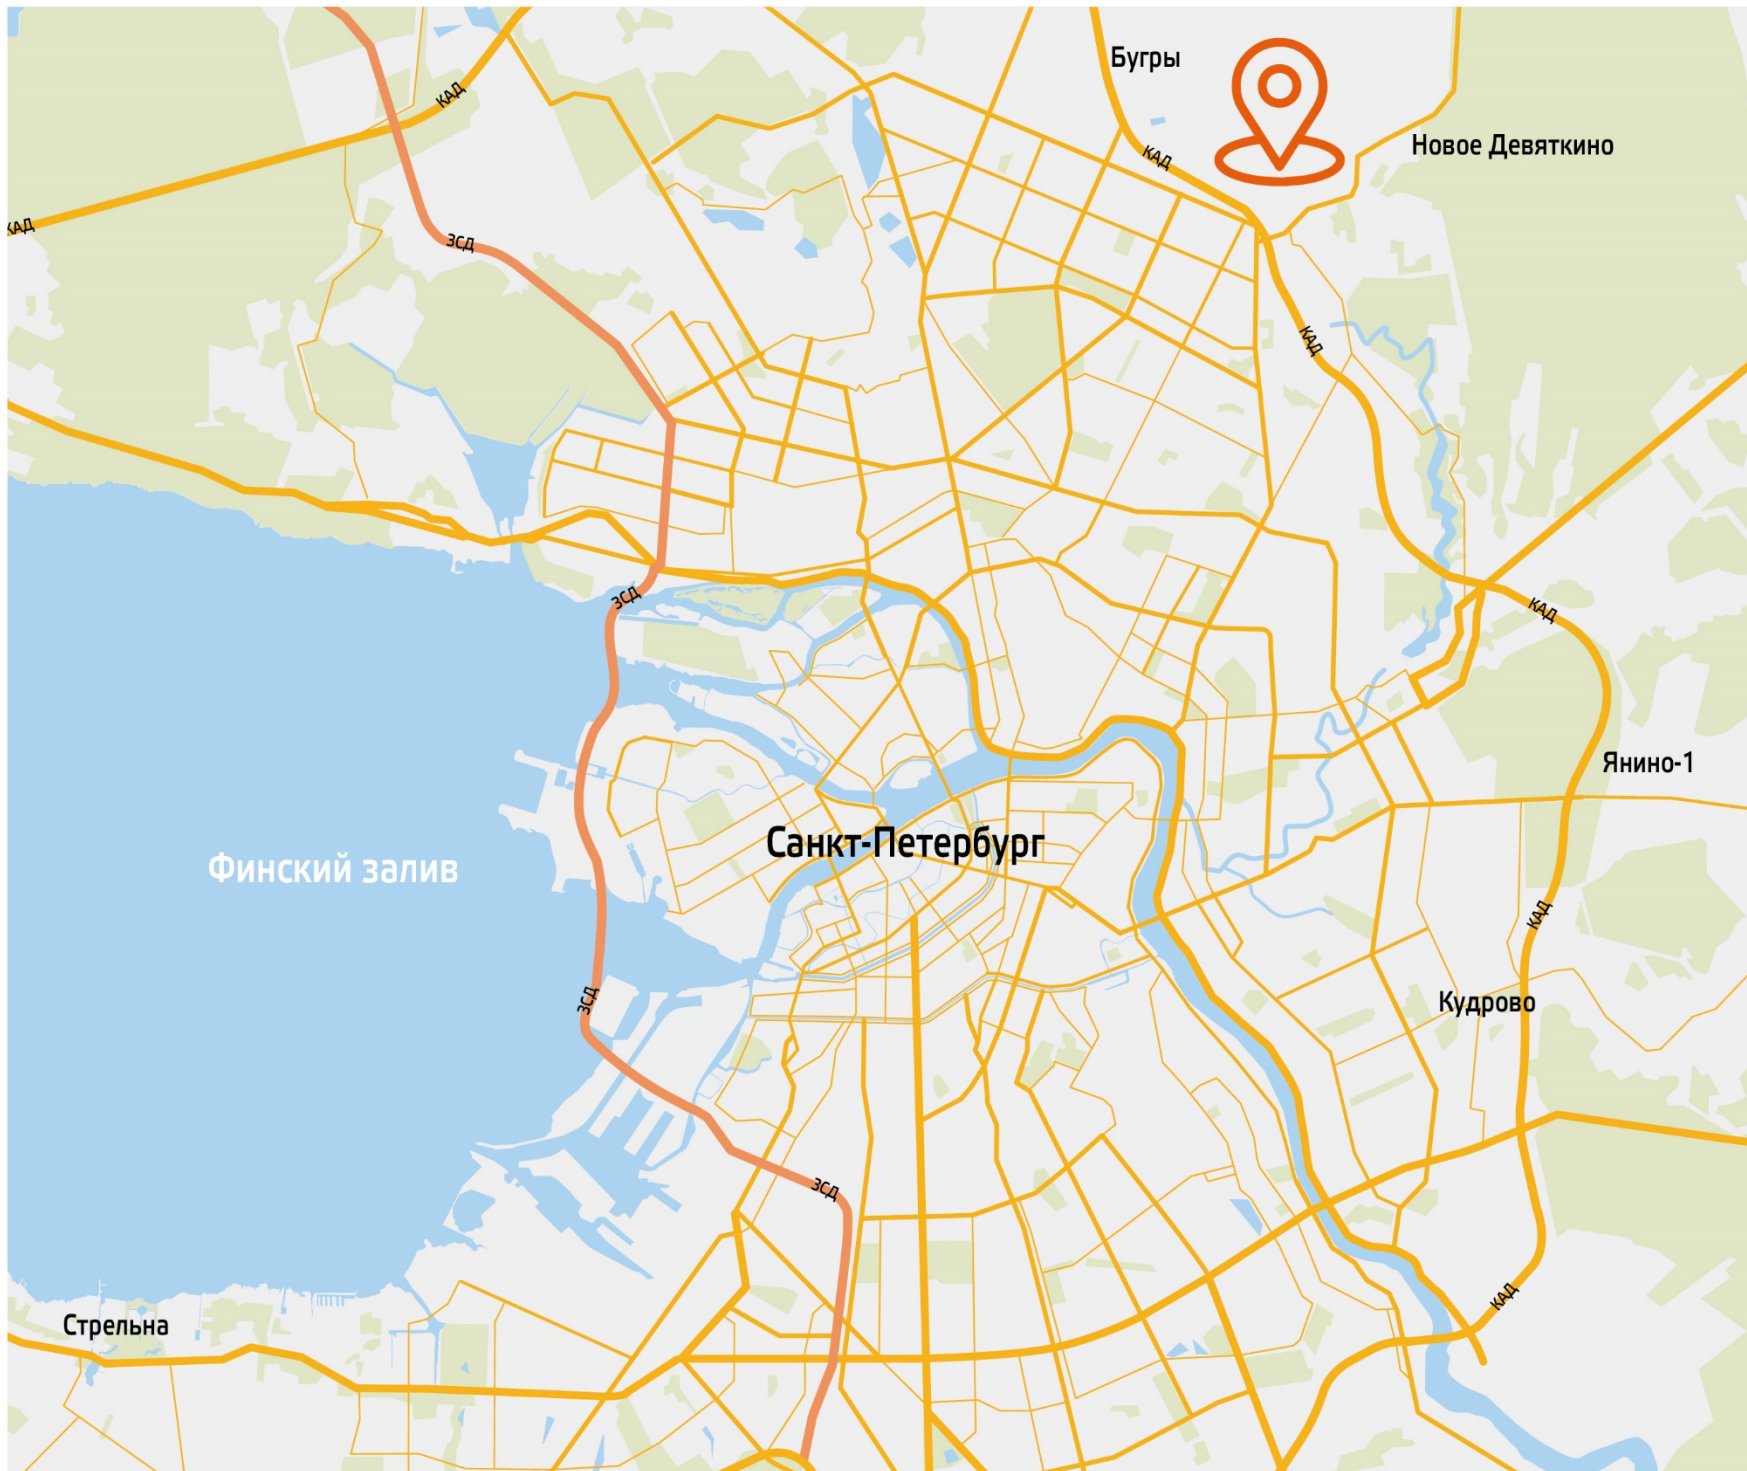 Бугры
КАД
Новое Девяткино
КАД
КАД
ЗСД
КАД
ЗСД
КАД
Янино-1
Санкт-Петербург
Финский залив
КАД
ЗСД
Кудрово
ЗСД
КАД
Стрельна